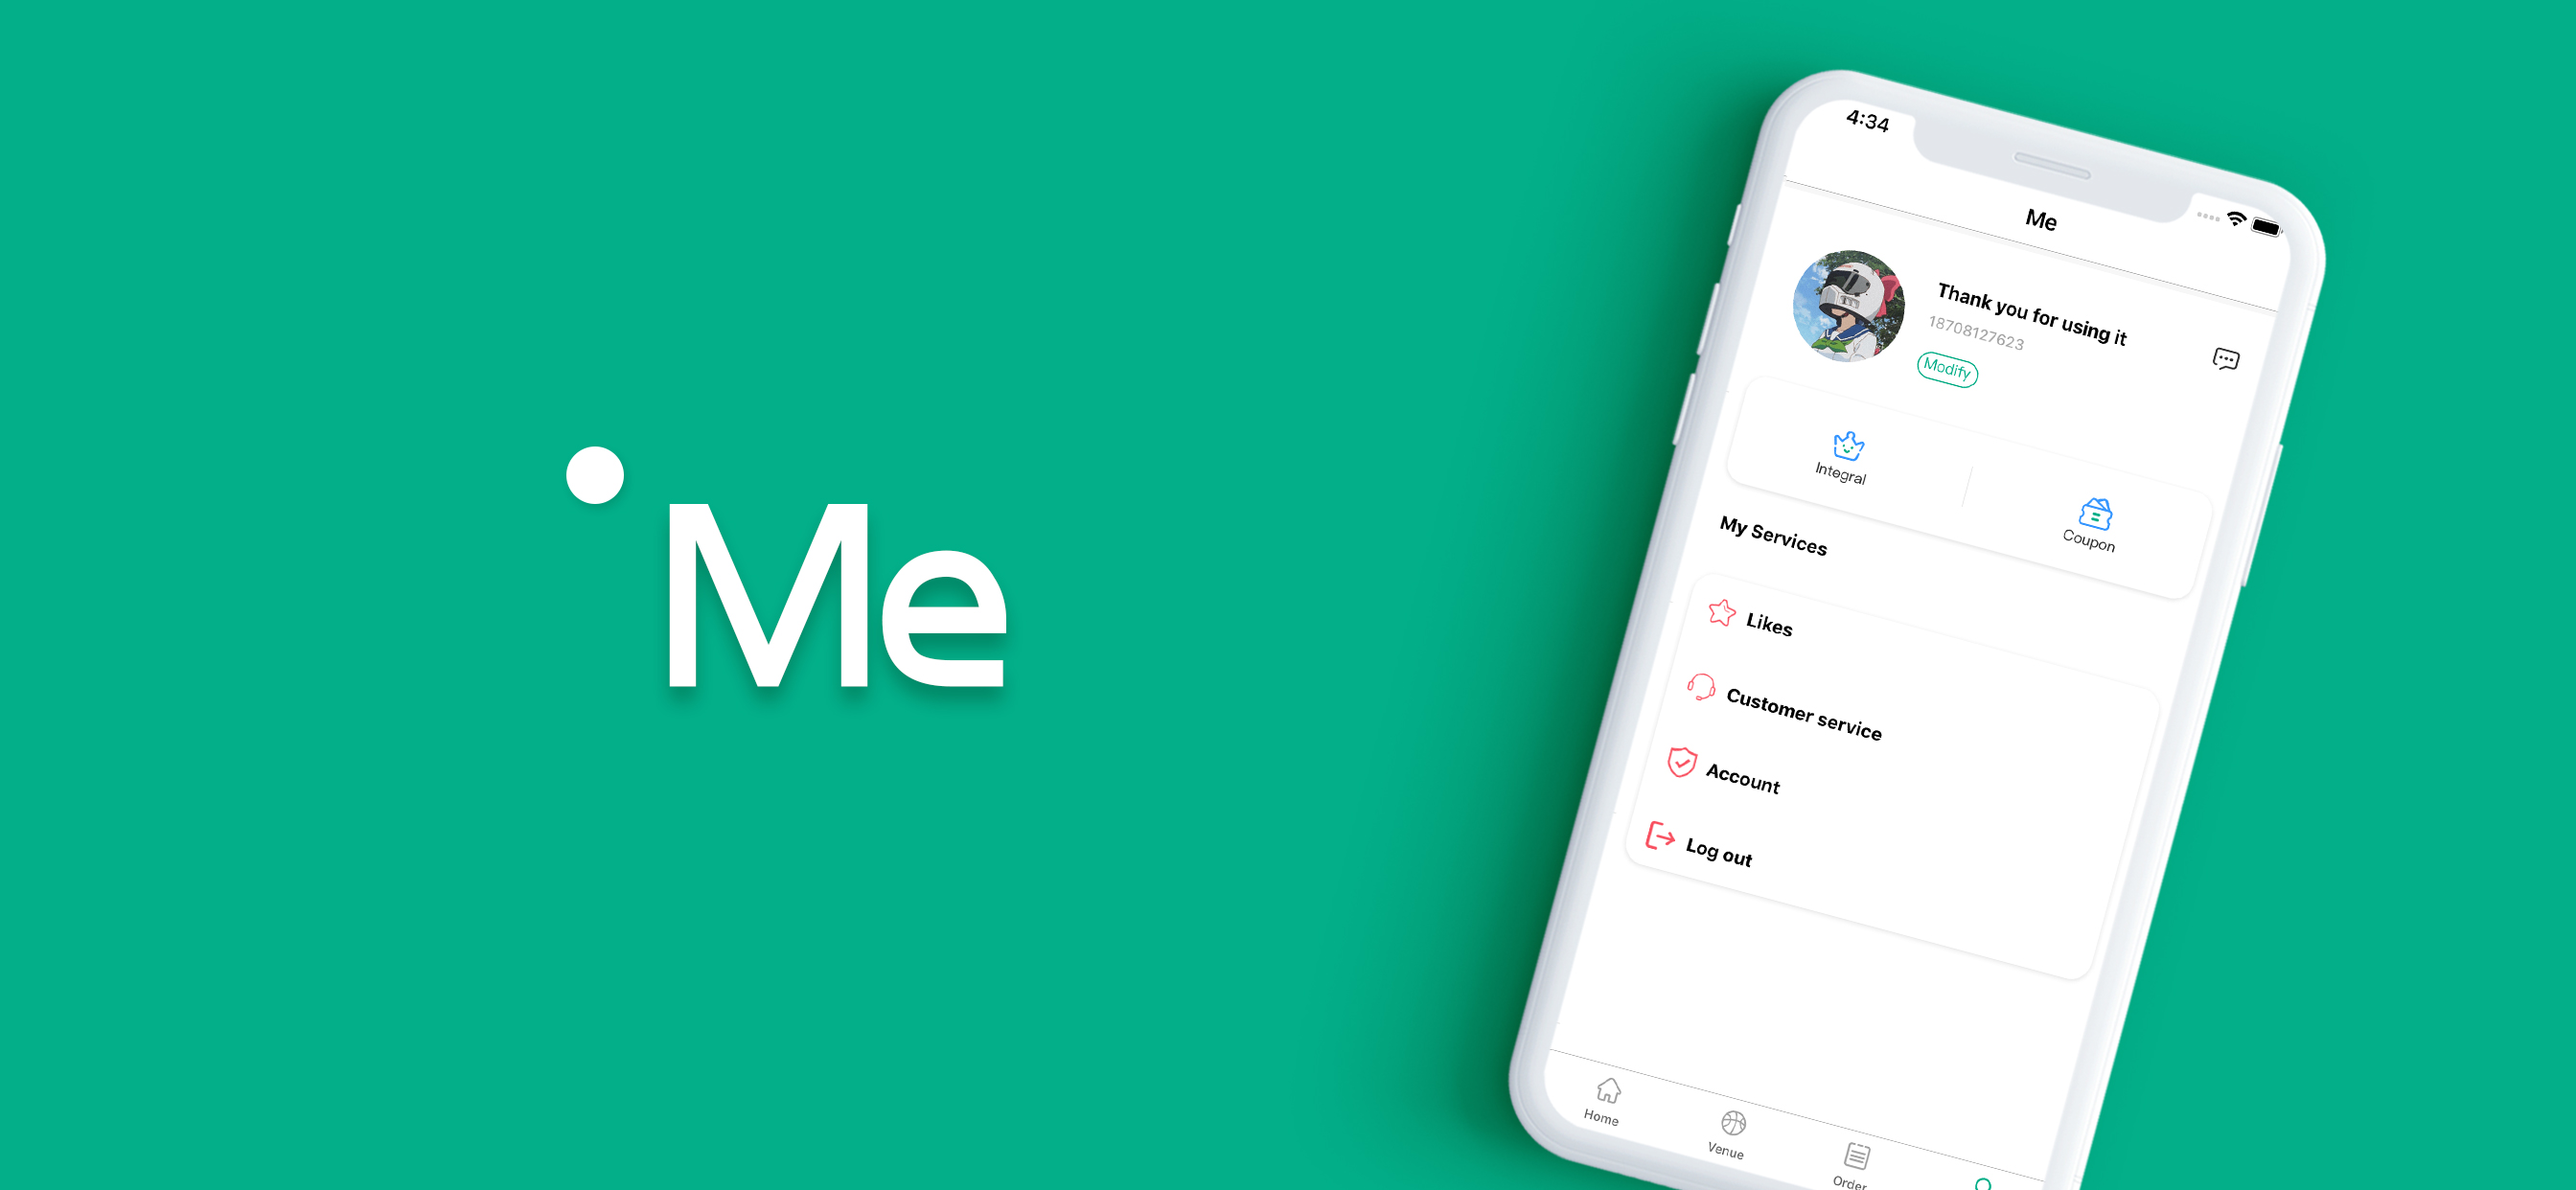 Me
4:34
Me
Thank you for using it
18708127623
Modify
Integral
Coupon
My Services
Likes
Customer service
Account
Log out
Home
Venue
Order